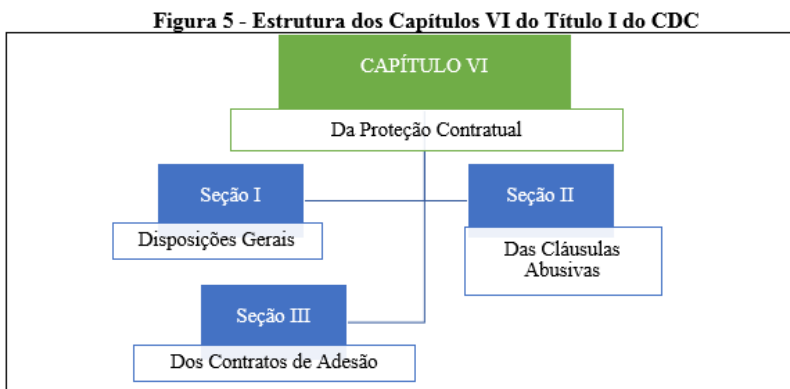 Figura 5 - Estrutura dos Capítulos VI do Título I do CDC
CAPÍTULO VI
Da Proteção Contratual
Seção I
Disposições Gerais
Seção II
Das Cláusulas
Abusivas
Seção III
Dos Contratos de Adesão